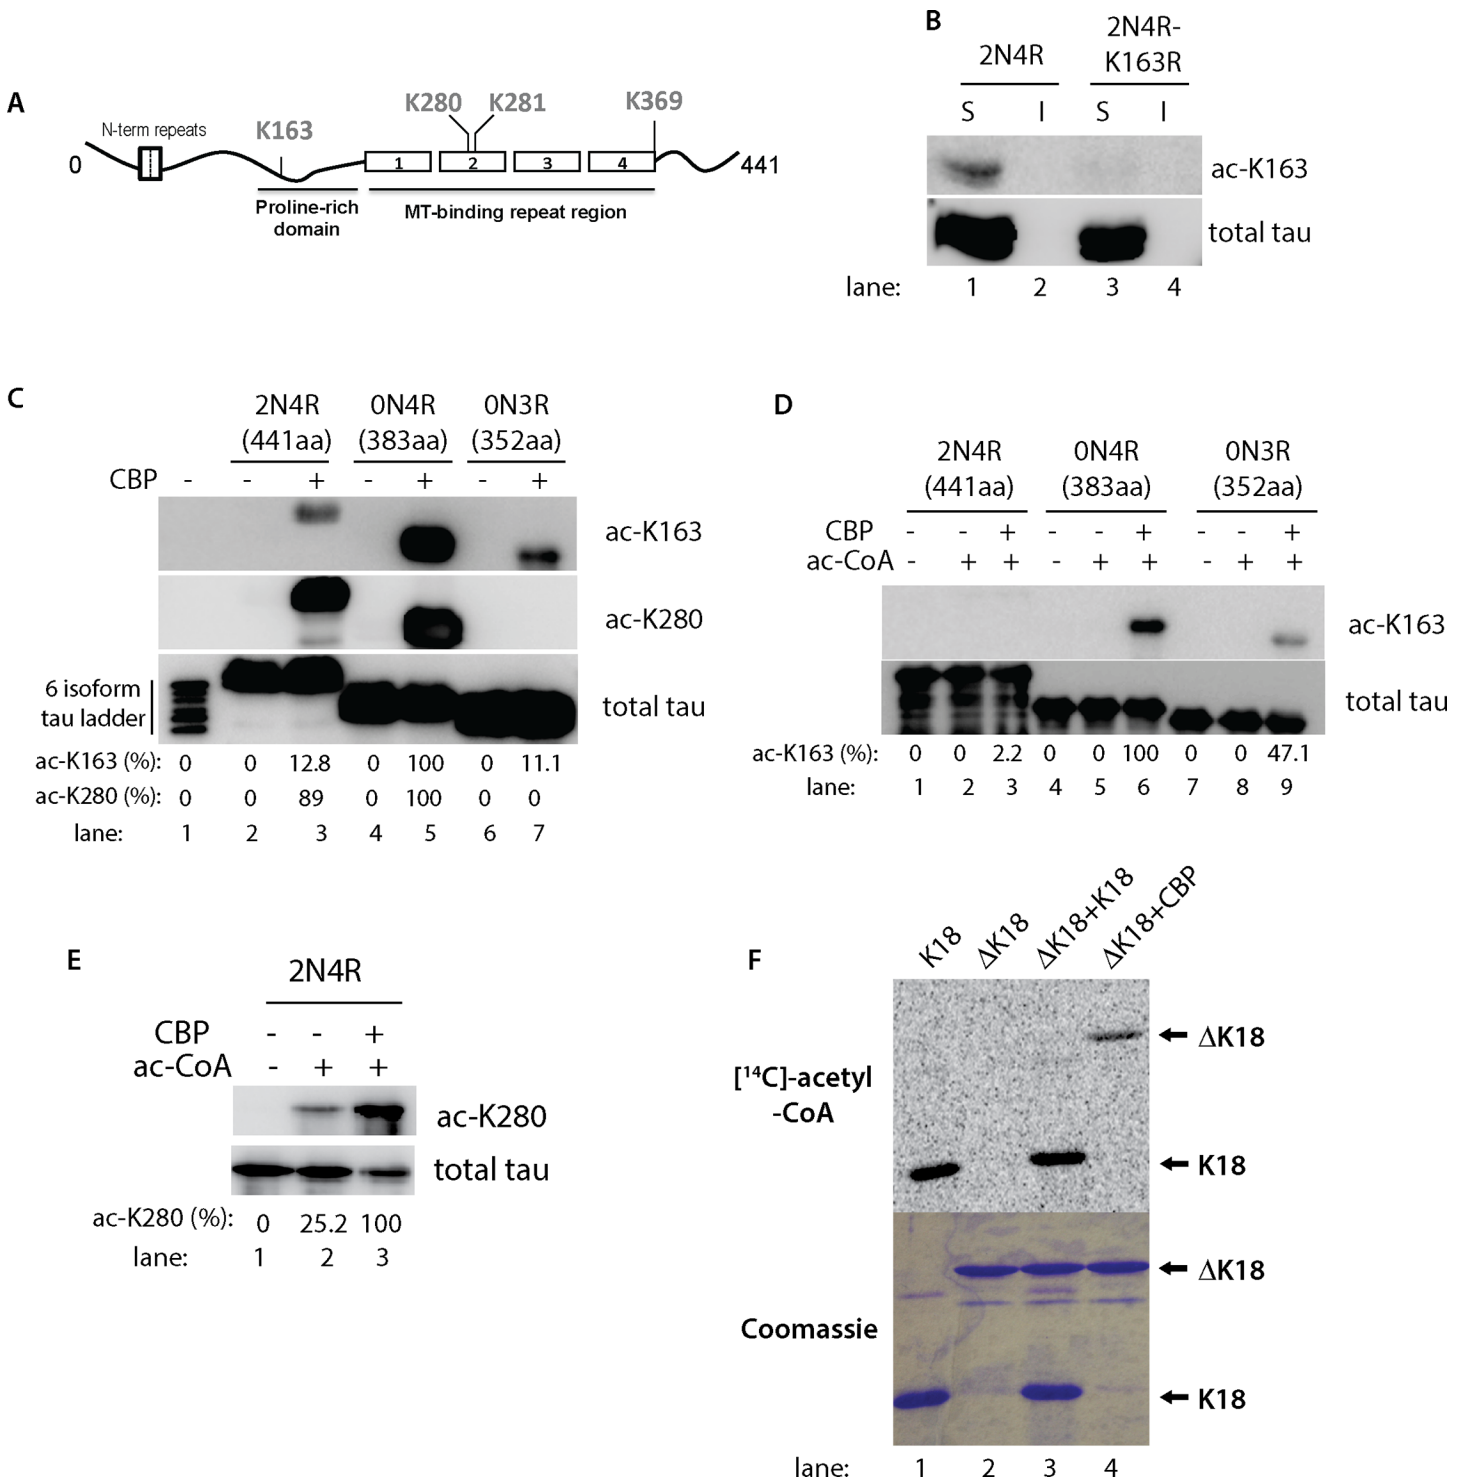 A
N-term repeats
K163
K280
K281
K369
0
1
2
3
4
441
Proline-rich
domain
MT-binding repeat region
B
2N4R
2N4R-
K163R
S I S I
ac-K163
total tau
lane: 1 2 3 4
C
2N4R
(441aa)
0N4R
(383aa)
0N3R
(352aa)
CBP - - + - + - +
ac-K163
ac-K280
6 isoform
tau ladder
total tau
ac-K163 (%): 0 0 12.8 0 100 0 11.1
ac-K280 (%): 0 0 89 0 100 0 0
lane: 1 2 3 4 5 6 7
D
2N4R
(441aa)
0N4R
(383aa)
0N3R
(352aa)
CBP - - + - - + - - +
ac-CoA - + + - + + - + +
ac-K163
total tau
ac-K163 (%): 0 0 2.2 0 0 100 0 0 47.1
lane: 1 2 3 4 5 6 7 8 9
E
2N4R
CBP - - +
ac-CoA - + +
ac-K280
total tau
ac-K280 (%): 0 25.2 100
lane: 1 2 3
F
K18
ΔK18
ΔK18+K18
ΔK18+CBP
[¹⁴C]-acetyl
-CoA
ΔK18
K18
Coomassie
ΔK18
K18
lane: 1 2 3 4